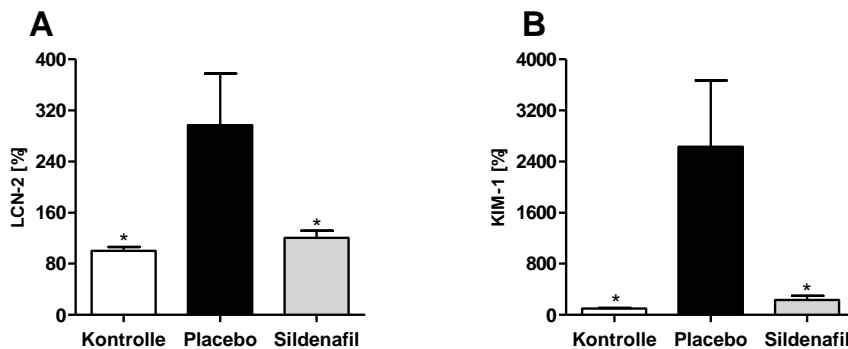 A
LCN-2 [%]
400
320
240
160
80
0
*
*
Kontrolle Placebo Sildenafil
B
KIM-1 [%]
4000
3200
2400
1600
800
0
*
*
Kontrolle Placebo Sildenafil